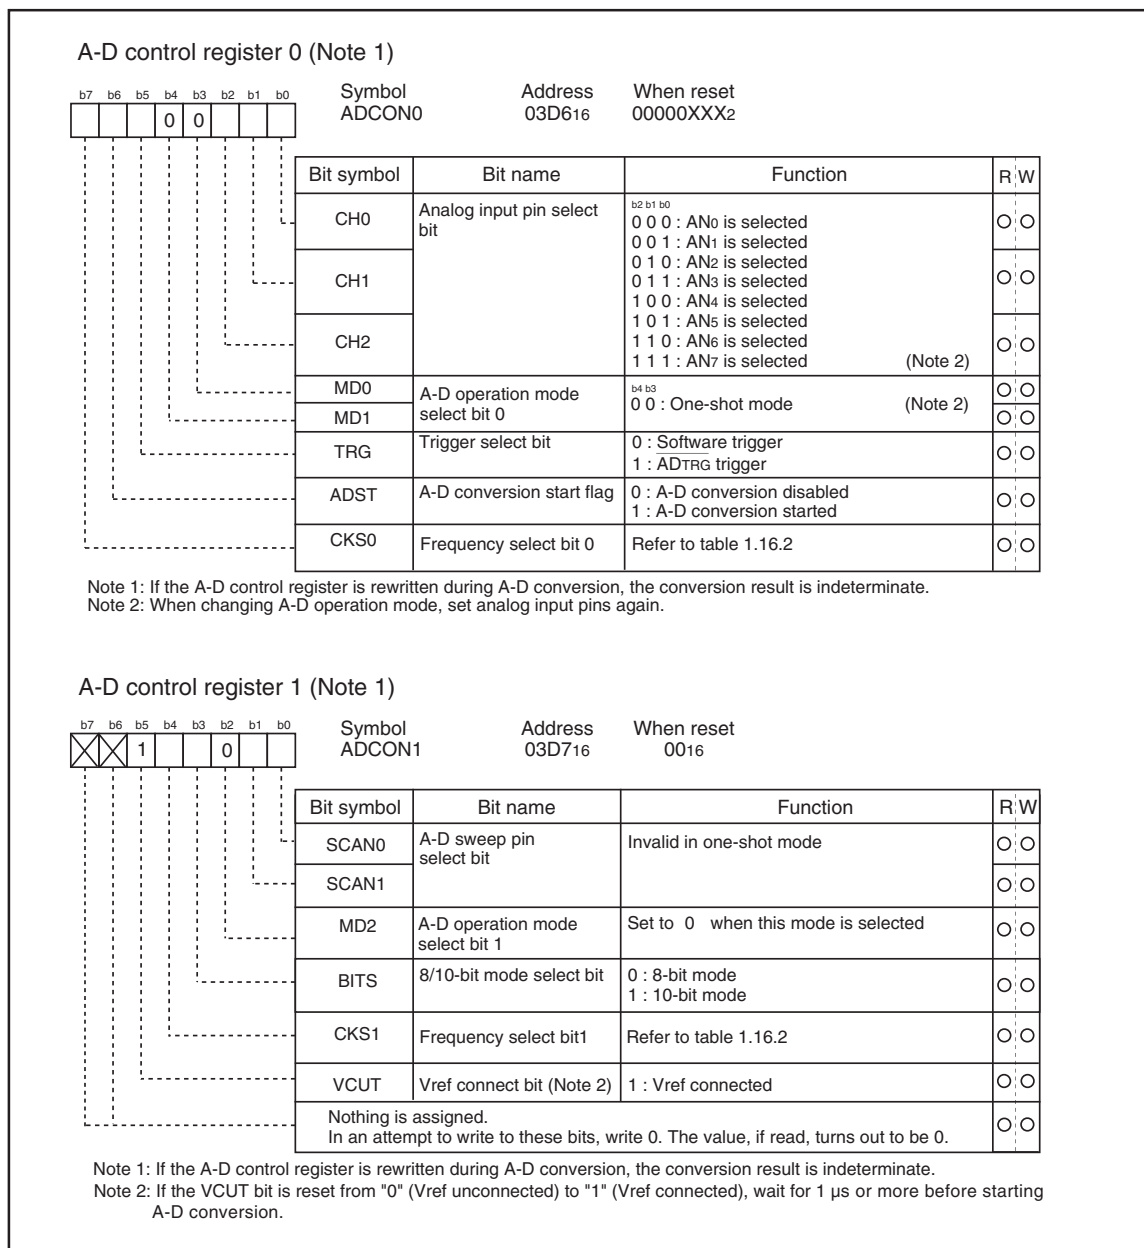 A-D control register 0 (Note 1)
b7 b6 b5 b4 b3 b2 b1 b0
0 0
Symbol Address When reset
ADCON0 03D616 00000XXX2
Bit symbol Bit name Function R W
CH0 Analog input pin select bit
b2 b1 b0
0 0 0 : AN0 is selected
0 0 1 : AN1 is selected
0 1 0 : AN2 is selected
CH1
0 1 1 : AN3 is selected
1 0 0 : AN4 is selected
1 0 1 : AN5 is selected
CH2
1 1 0 : AN6 is selected
1 1 1 : AN7 is selected (Note 2)
MD0
MD1
A-D operation mode
select bit 0
b4 b3
0 0 : One-shot mode (Note 2)
TRG Trigger select bit
0 : Software trigger
1 : ADTRG trigger
ADST A-D conversion start flag
0 : A-D conversion disabled
1 : A-D conversion started
CKS0 Frequency select bit 0 Refer to table 1.16.2
Note 1: If the A-D control register is rewritten during A-D conversion, the conversion result is indeterminate.
Note 2: When changing A-D operation mode, set analog input pins again.
A-D control register 1 (Note 1)
b7 b6 b5 b4 b3 b2 b1 b0
1 0
Symbol Address When reset
ADCON1 03D716 0016
Bit symbol Bit name Function R W
SCAN0 A-D sweep pin
select bit
Invalid in one-shot mode
SCAN1
MD2 A-D operation mode
select bit 1
Set to 0 when this mode is selected
BITS 8/10-bit mode select bit
0 : 8-bit mode
1 : 10-bit mode
CKS1 Frequency select bit1 Refer to table 1.16.2
VCUT Vref connect bit (Note 2) 1 : Vref connected
Nothing is assigned.
In an attempt to write to these bits, write 0. The value, if read, turns out to be 0.
Note 1: If the A-D control register is rewritten during A-D conversion, the conversion result is indeterminate.
Note 2: If the VCUT bit is reset from "0" (Vref unconnected) to "1" (Vref connected), wait for 1 µs or more before starting
A-D conversion.